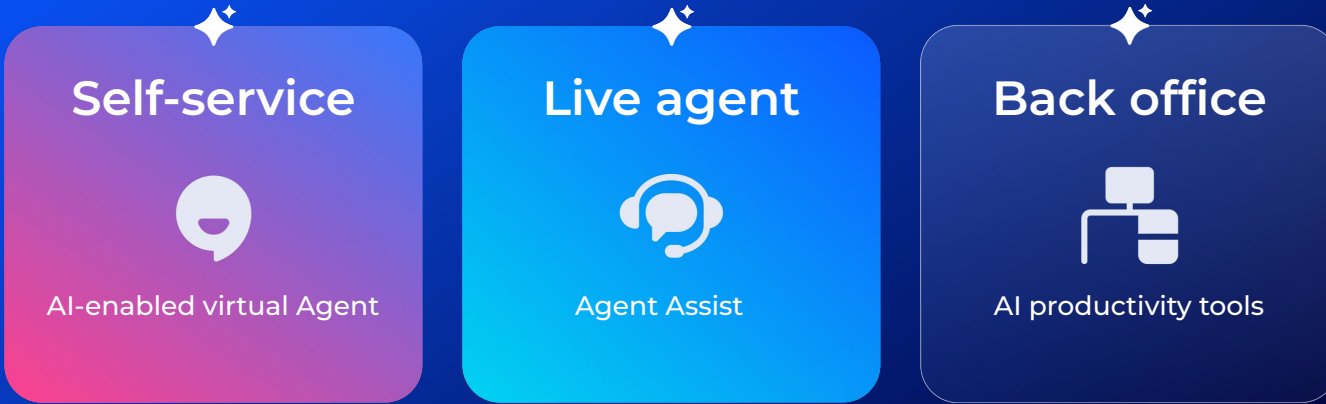 Self-service
AI-enabled virtual Agent
Live agent
Agent Assist
Back office
AI productivity tools